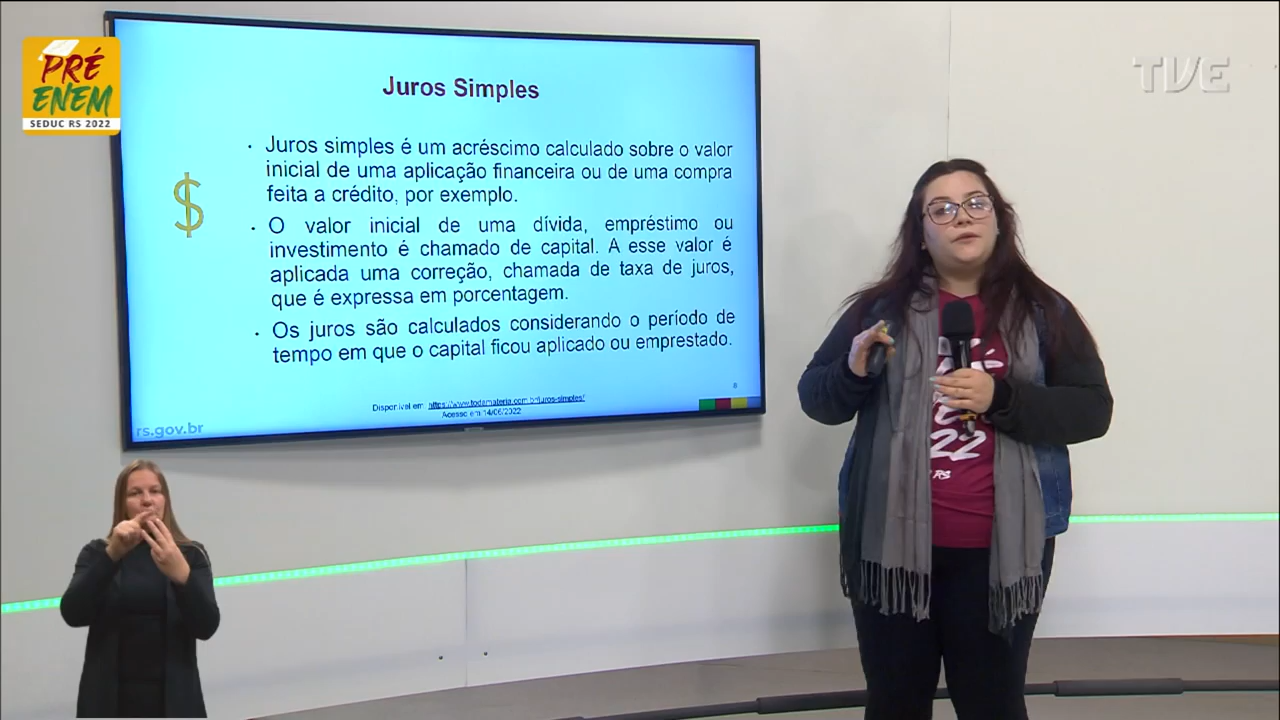 PRÉ
ENEM
SEDUC RS 2022
TVE
Juros Simples
Juros simples é um acréscimo calculado sobre o valor
inicial de uma aplicação financeira ou de uma compra
feita a crédito, por exemplo.
O valor inicial de uma dívida, empréstimo ou
investimento é chamado de capital. A esse valor é
aplicada uma correção, chamada de taxa de juros,
que é expressa em porcentagem.
Os juros são calculados considerando o período de
tempo em que o capital ficou aplicado ou emprestado.
$
8
Disponível em: https://www.todamateria.com.br/juros-simples/
Acesso em 14/06/2022
rs.gov.br
22
RS